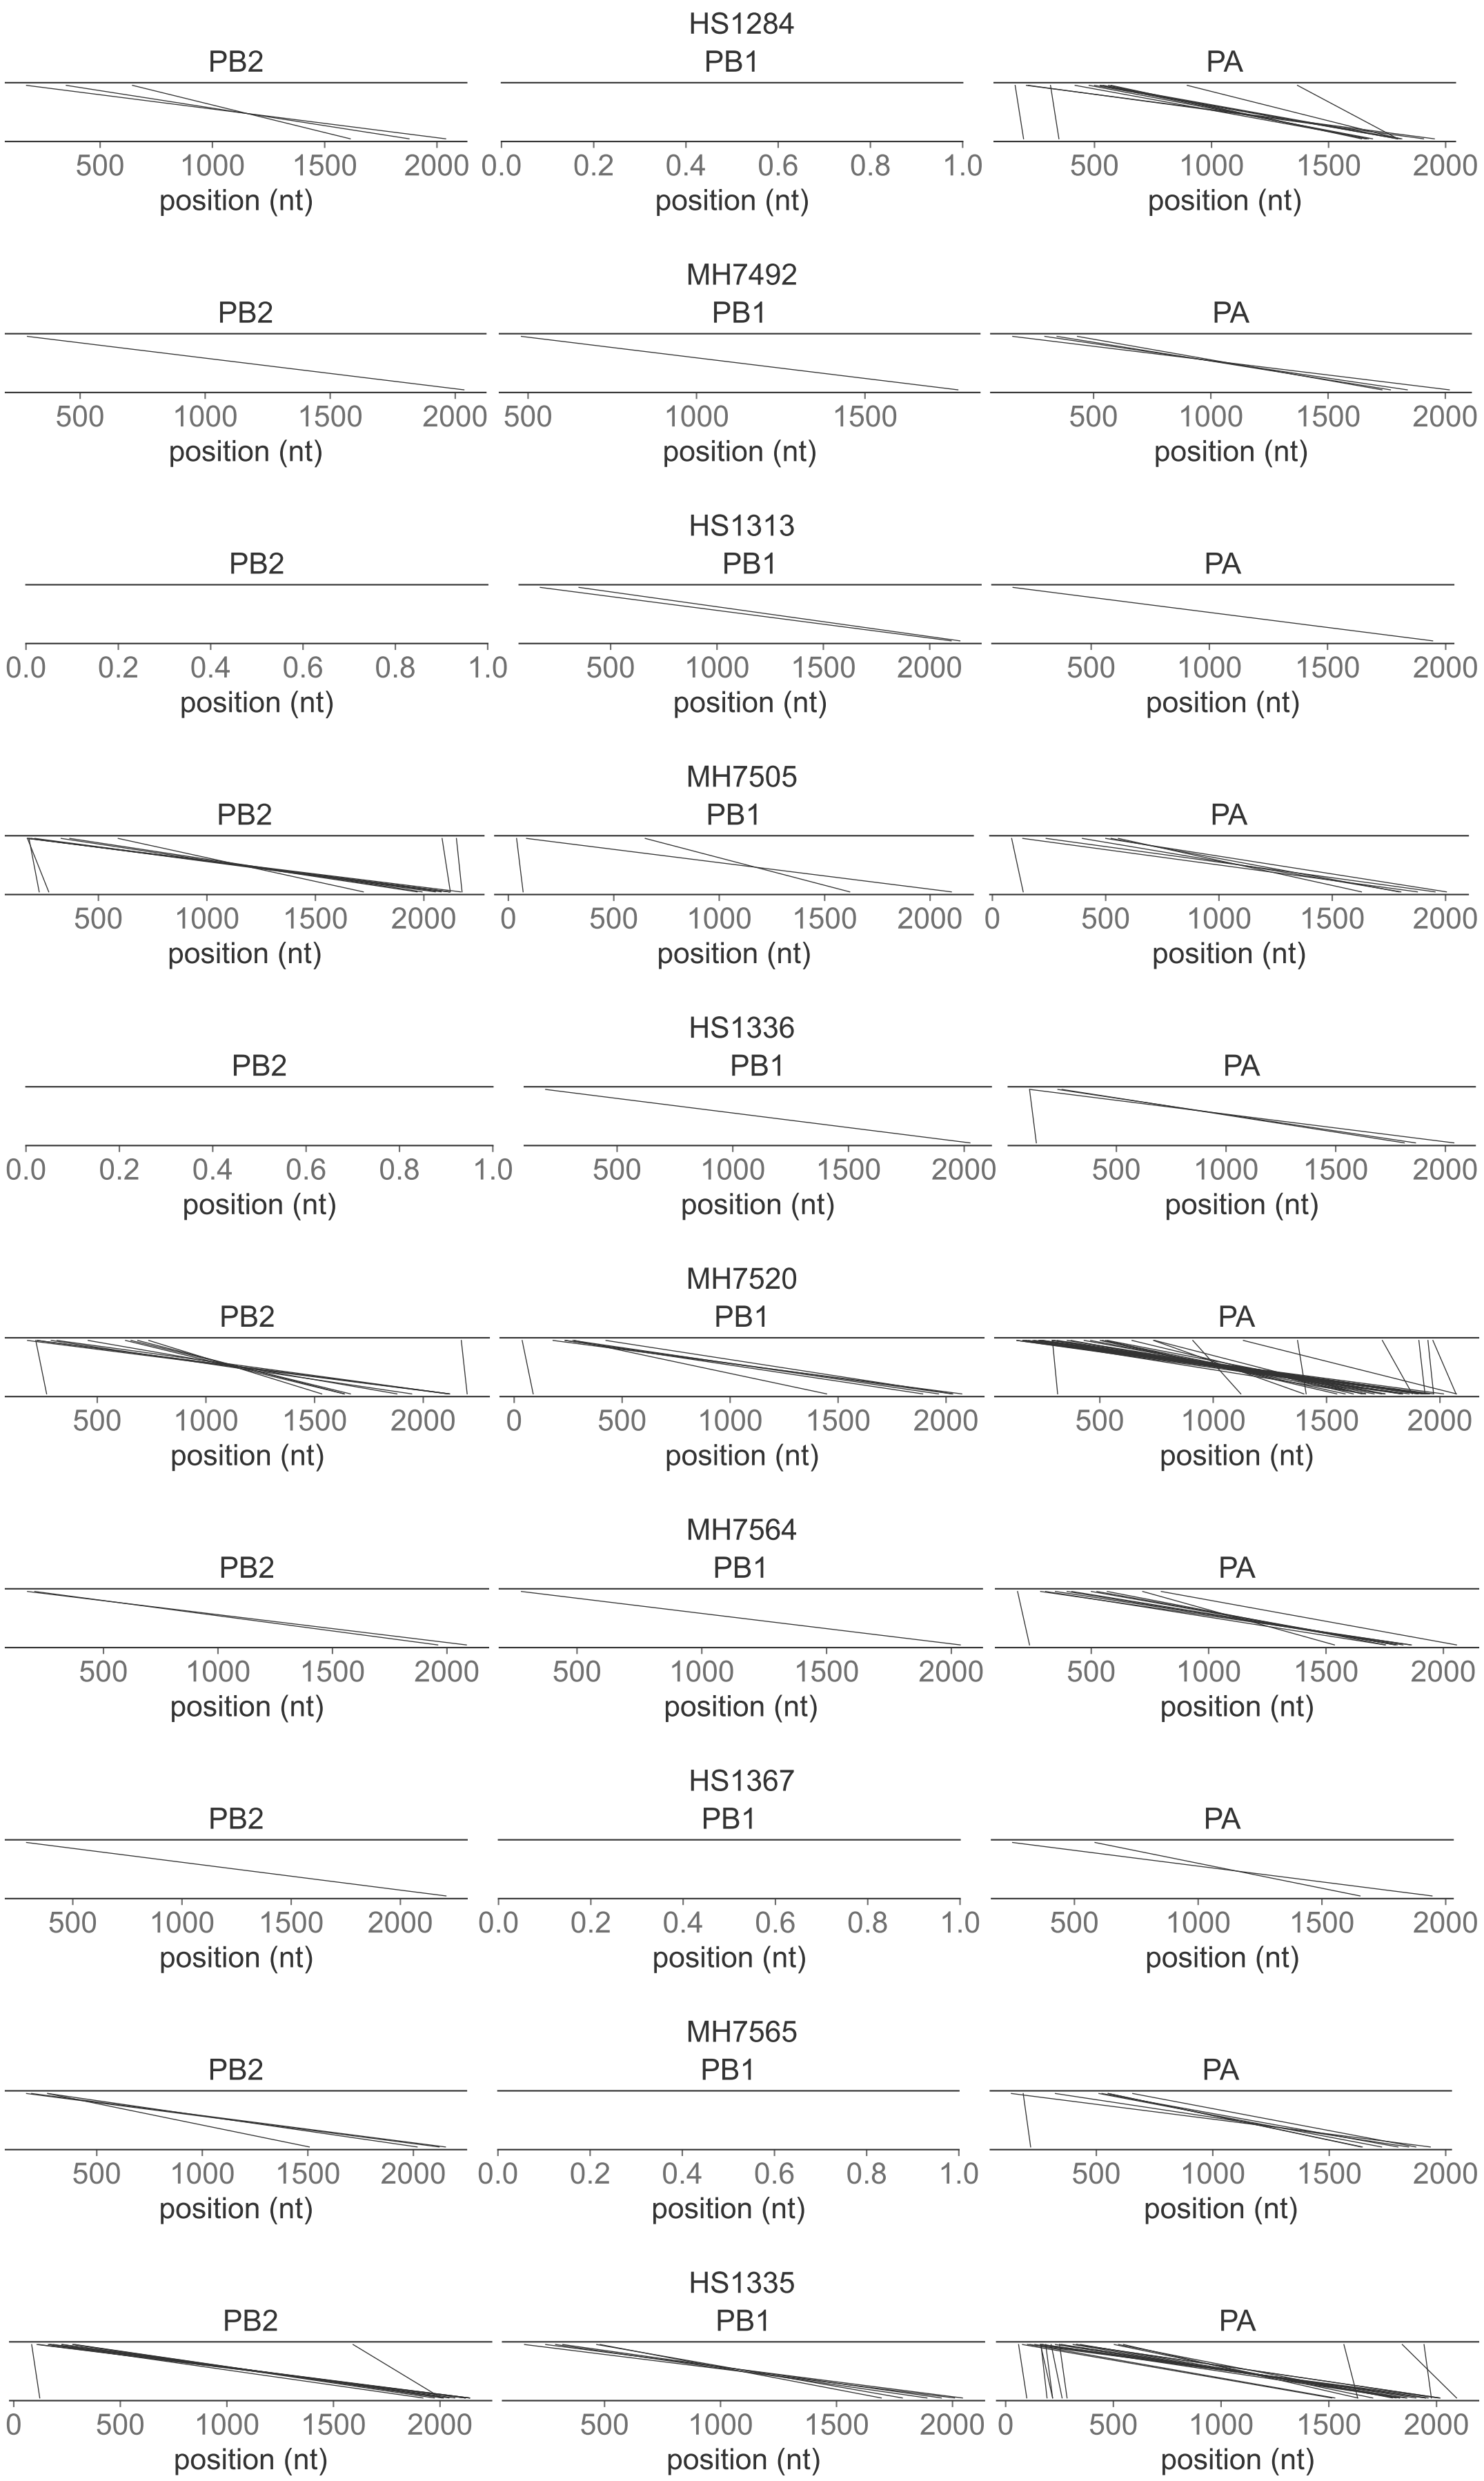 HS1284
PB2 PB1 PA
500 1000 1500 2000 0.0 0.2 0.4 0.6 0.8 1.0 500 1000 1500 2000
position (nt) position (nt) position (nt)
MH7492
PB2 PB1 PA
500 1000 1500 2000 500 1000 1500 500 1000 1500 2000
position (nt) position (nt) position (nt)
HS1313
PB2 PB1 PA
0.0 0.2 0.4 0.6 0.8 1.0 500 1000 1500 2000 500 1000 1500 2000
position (nt) position (nt) position (nt)
MH7505
PB2 PB1 PA
500 1000 1500 2000 0 500 1000 1500 2000 0 500 1000 1500 2000
position (nt) position (nt) position (nt)
HS1336
PB2 PB1 PA
0.0 0.2 0.4 0.6 0.8 1.0 500 1000 1500 2000 500 1000 1500 2000
position (nt) position (nt) position (nt)
MH7520
PB2 PB1 PA
500 1000 1500 2000 0 500 1000 1500 2000 500 1000 1500 2000
position (nt) position (nt) position (nt)
MH7564
PB2 PB1 PA
500 1000 1500 2000 500 1000 1500 2000 500 1000 1500 2000
position (nt) position (nt) position (nt)
HS1367
PB2 PB1 PA
500 1000 1500 2000 0.0 0.2 0.4 0.6 0.8 1.0 500 1000 1500 2000
position (nt) position (nt) position (nt)
MH7565
PB2 PB1 PA
500 1000 1500 2000 0.0 0.2 0.4 0.6 0.8 1.0 500 1000 1500 2000
position (nt) position (nt) position (nt)
HS1335
PB2 PB1 PA
0 500 1000 1500 2000 500 1000 1500 2000 0 500 1000 1500 2000
position (nt) position (nt) position (nt)